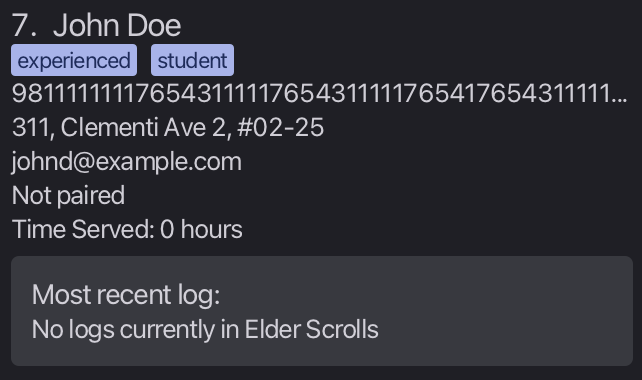 7. John Doe
experienced student
981111111117654311111176543111111765417654311111...
311, Clementi Ave 2, #02-25
johnd@example.com
Not paired
Time Served: 0 hours
Most recent log:
No logs currently in Elder Scrolls